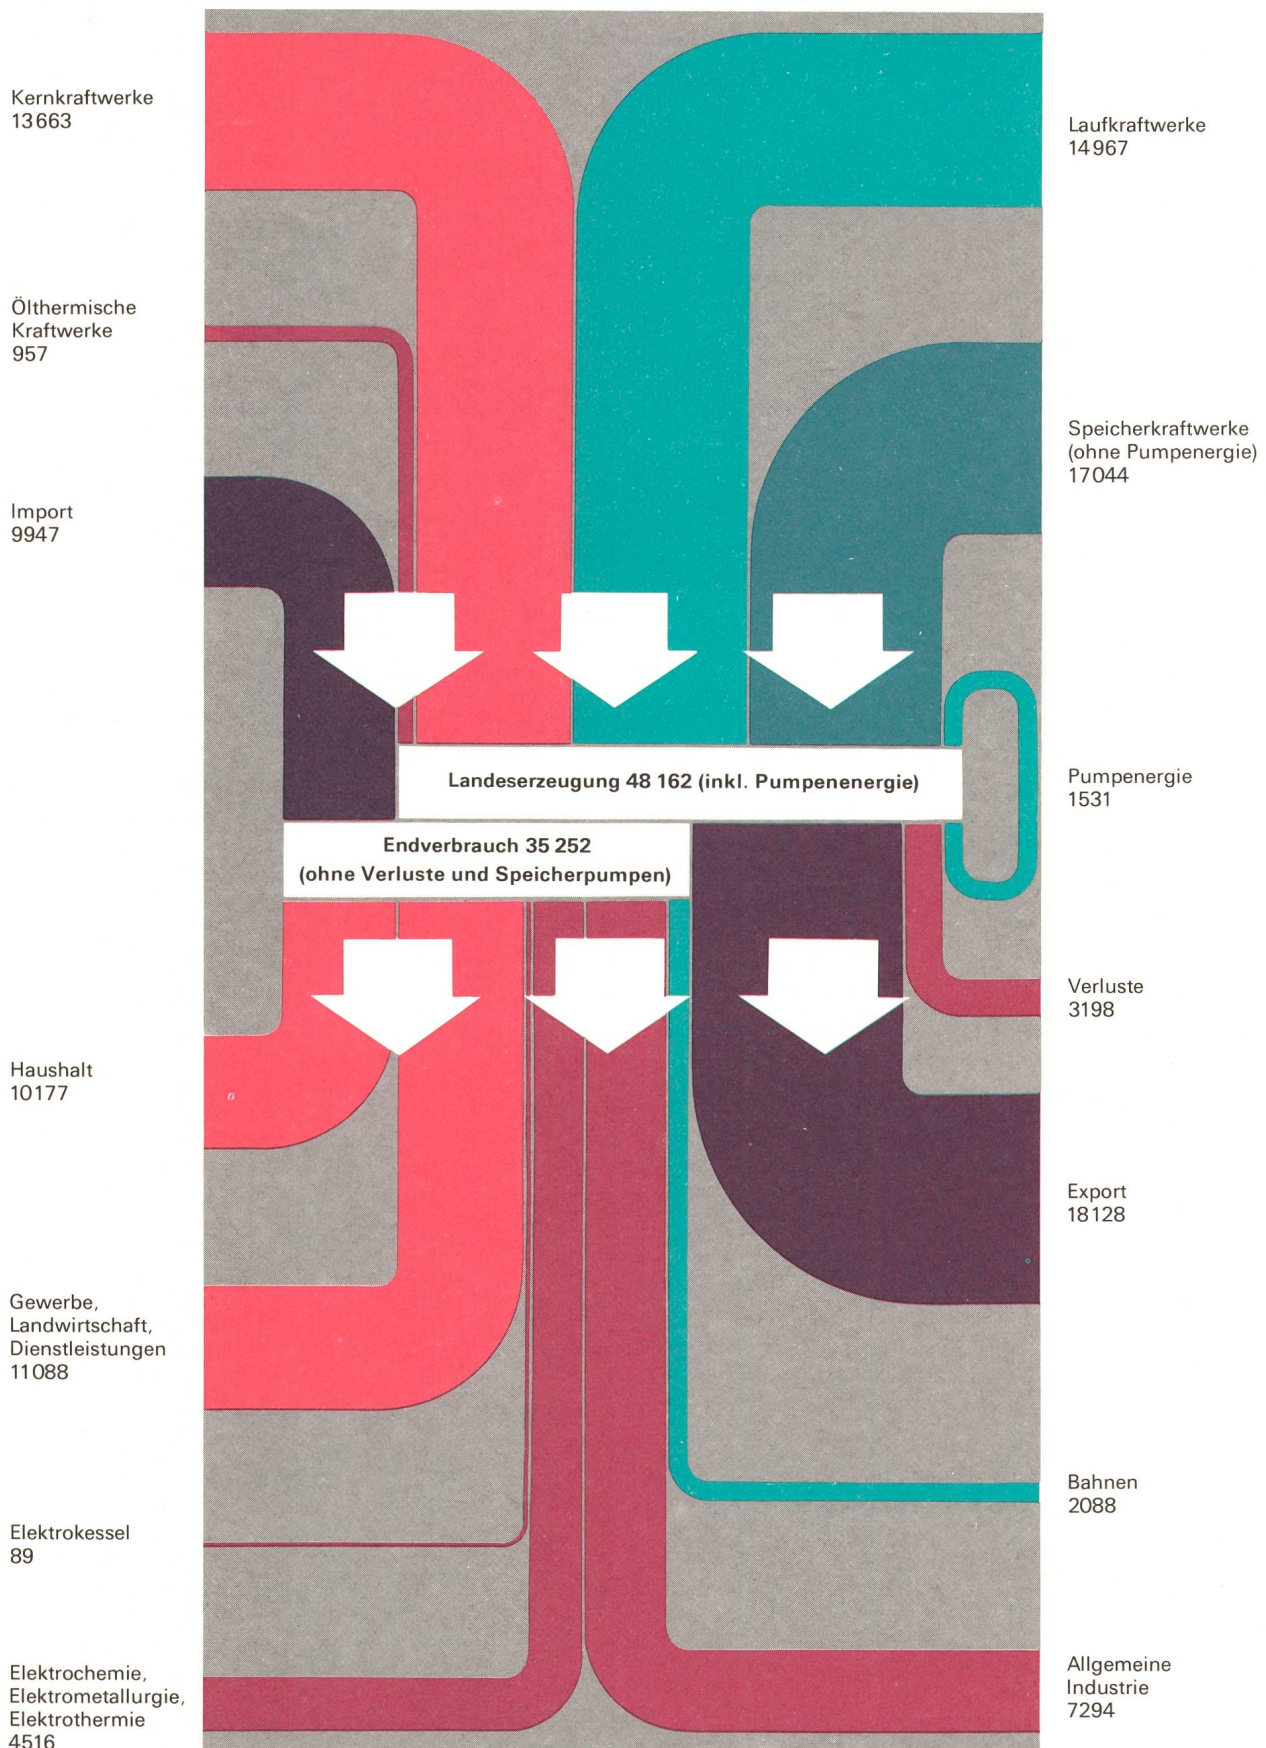 Kernkraftwerke
13663
Laufkraftwerke
14967
Ölthermische
Kraftwerke
957
Speicherkraftwerke
(ohne Pumpenergie)
17044
Import
9947
Landeserzeugung 48 162 (inkl. Pumpenenergie)
Pumpenergie
1531
Endverbrauch 35 252
(ohne Verluste und Speicherpumpen)
Verluste
3198
Haushalt
10177
Export
18128
Gewerbe,
Landwirtschaft,
Dienstleistungen
11088
Bahnen
2088
Elektrokessel
89
Elektrochemie,
Elektrometallurgie,
Elektrothermie
4516
Allgemeine
Industrie
7294